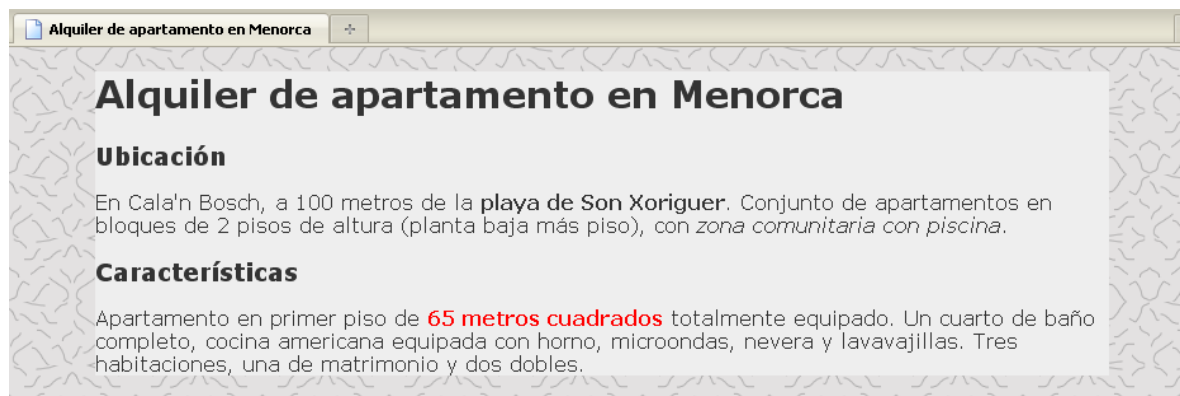 Alquiler de apartamento en Menorca
Alquiler de apartamento en Menorca
Ubicación
En Cala'n Bosch, a 100 metros de la playa de Son Xoriguer. Conjunto de apartamentos en
bloques de 2 pisos de altura (planta baja más piso), con zona comunitaria con piscina.
Características
Apartamento en primer piso de 65 metros cuadrados totalmente equipado. Un cuarto de baño
completo, cocina americana equipada con horno, microondas, nevera y lavavajillas. Tres
habitaciones, una de matrimonio y dos dobles.